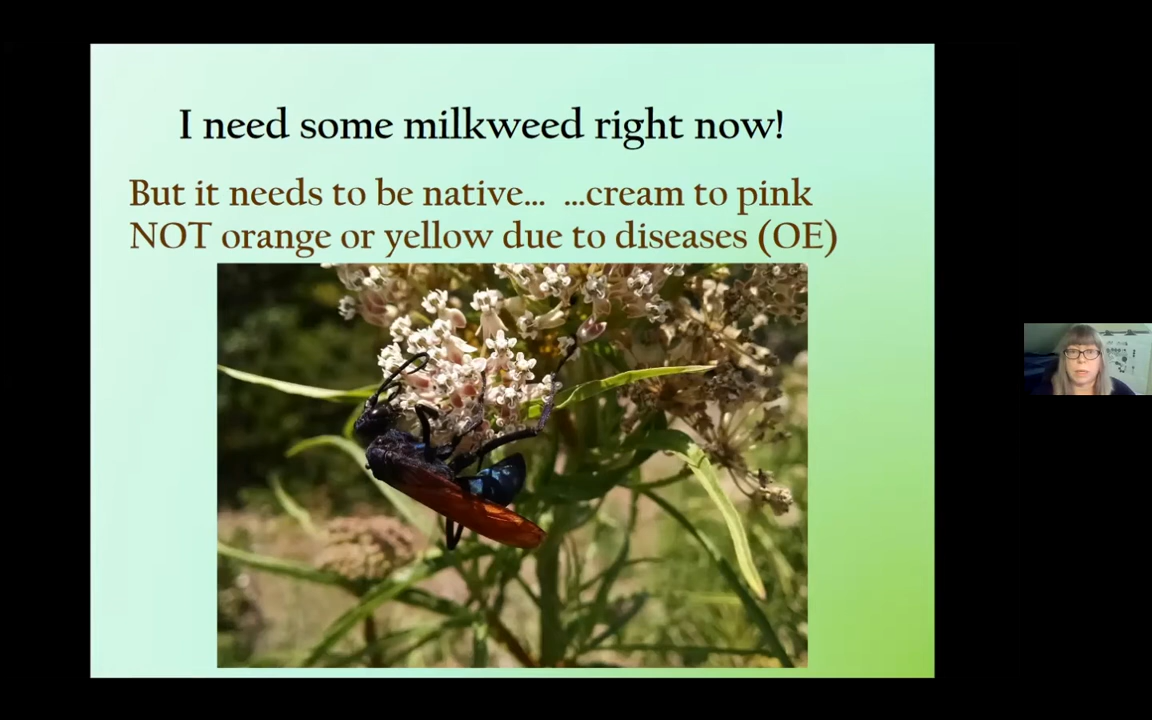 I need some milkweed right now!
But it needs to be native... ...cream to pink
NOT orange or yellow due to diseases (OE)